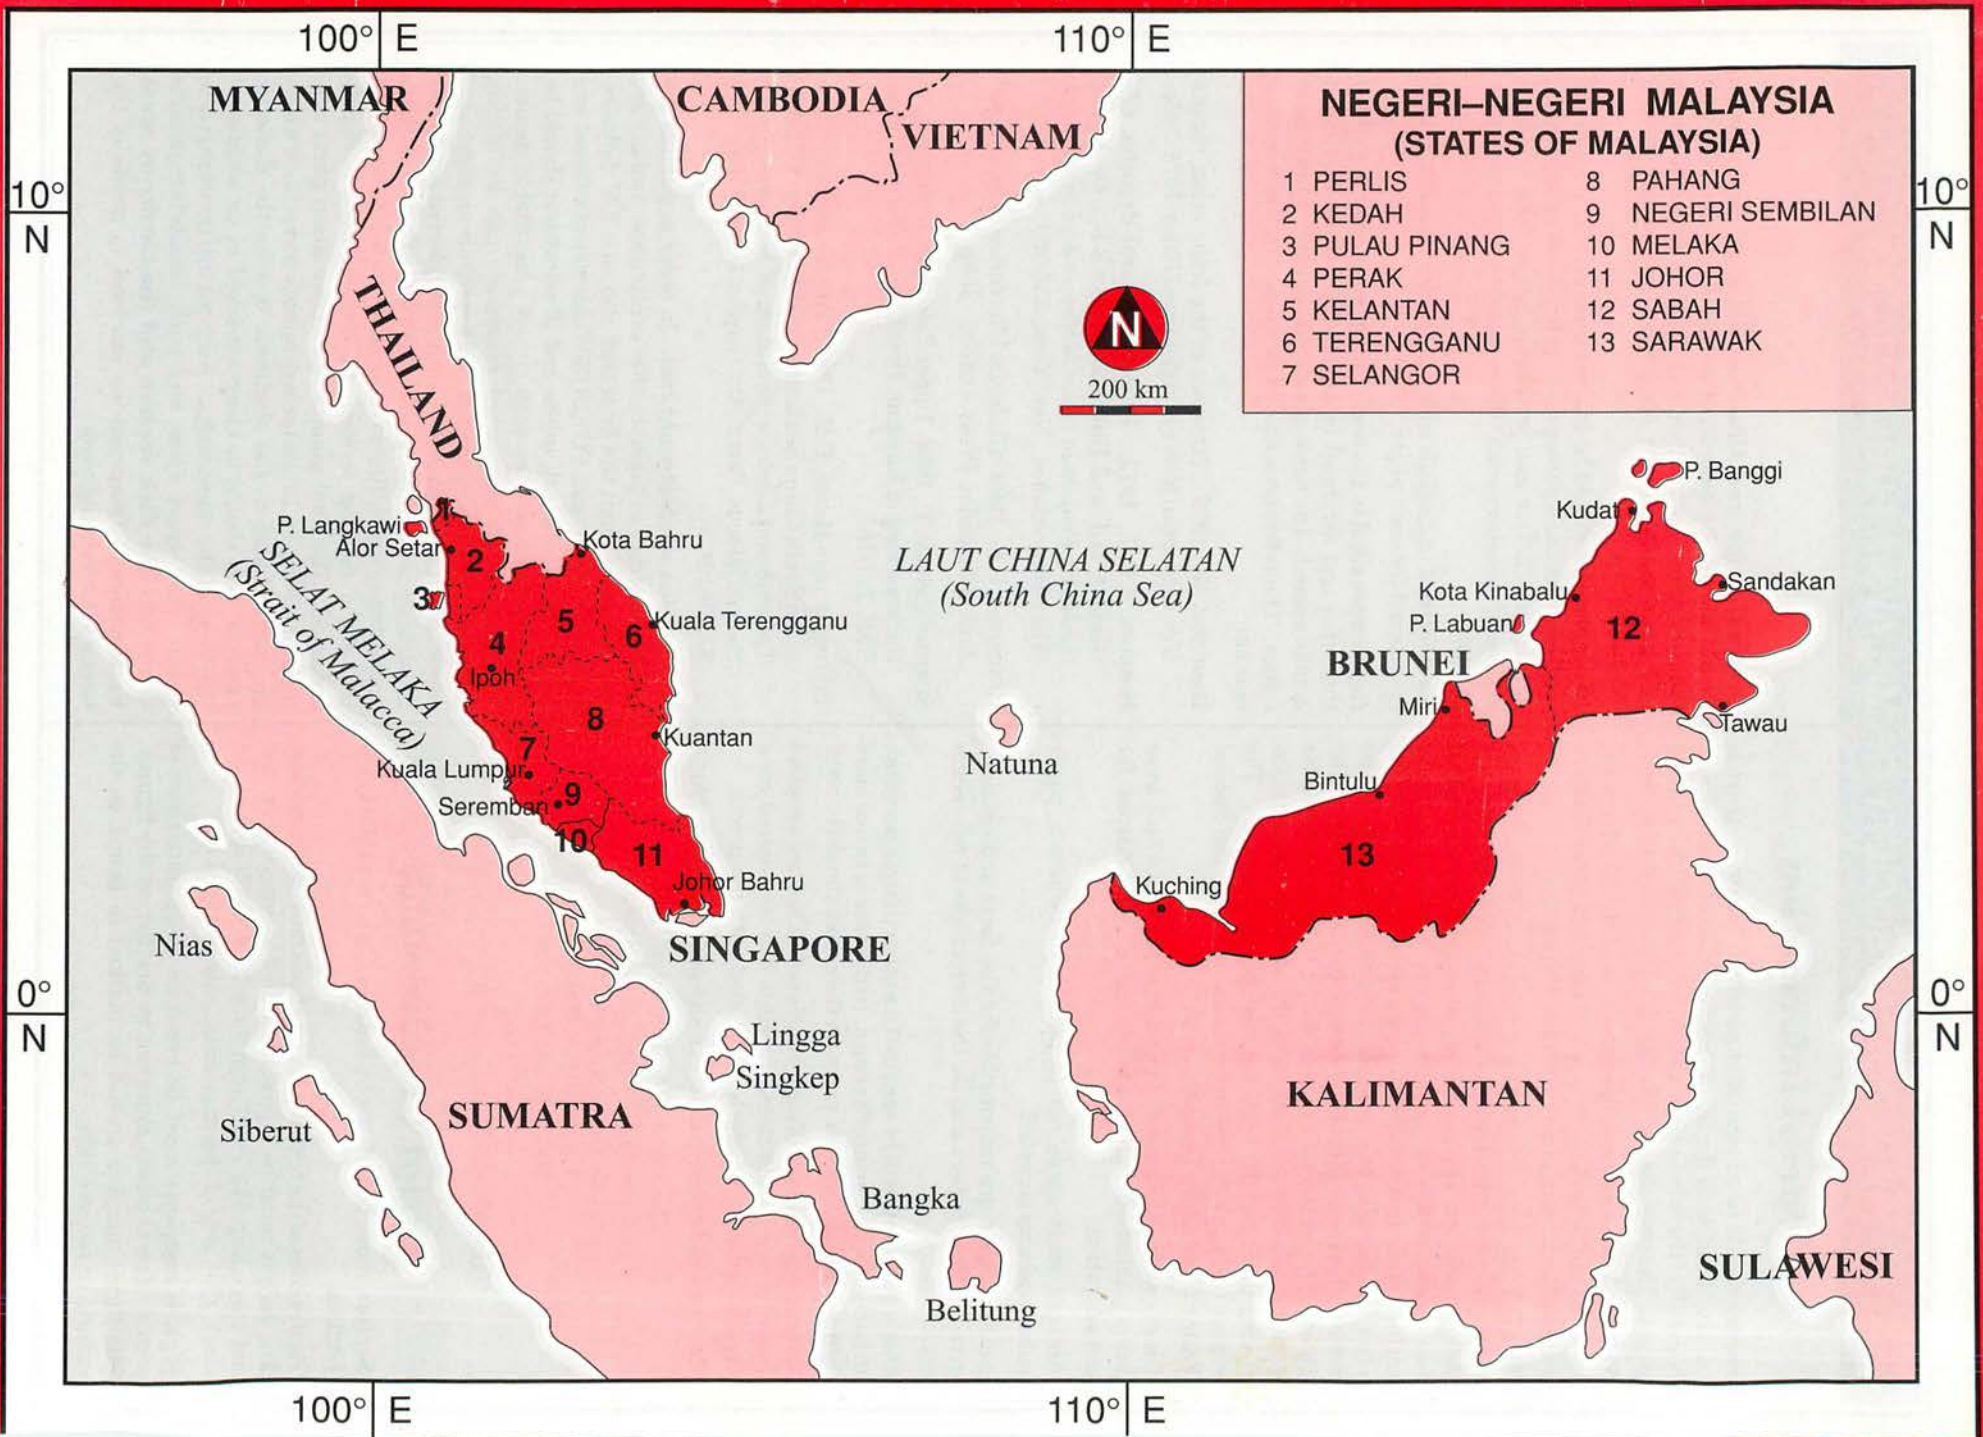 100° E
110° E
MYANMAR
CAMBODIA
VIETNAM
NEGERI–NEGERI MALAYSIA
(STATES OF MALAYSIA)
1 PERLIS
2 KEDAH
3 PULAU PINANG
4 PERAK
5 KELANTAN
6 TERENGGANU
7 SELANGOR
8 PAHANG
9 NEGERI SEMBILAN
10 MELAKA
11 JOHOR
12 SABAH
13 SARAWAK
10°
N
10°
N
THAILAND
N
200 km
P. Banggi
Kudat
1
P. Langkawi
Alor Setar
2
Kota Bahru
SELAT MELAKA
(Strait of Malacca)
LAUT CHINA SELATAN
(South China Sea)
Sandakan
Kota Kinabalu
3
5
6
Kuala Terengganu
P. Labuan
12
4
Ipoh
BRUNEI
Miri
Tawau
8
Kuantan
7
Natuna
Kuala Lumpur
Bintulu
Seremban
9
10
11
13
Johor Bahru
Kuching
Nias
SINGAPORE
0°
N
0°
N
Lingga
Singkep
KALIMANTAN
SUMATRA
Siberut
Bangka
SULAWESI
Belitung
100° E
110° E